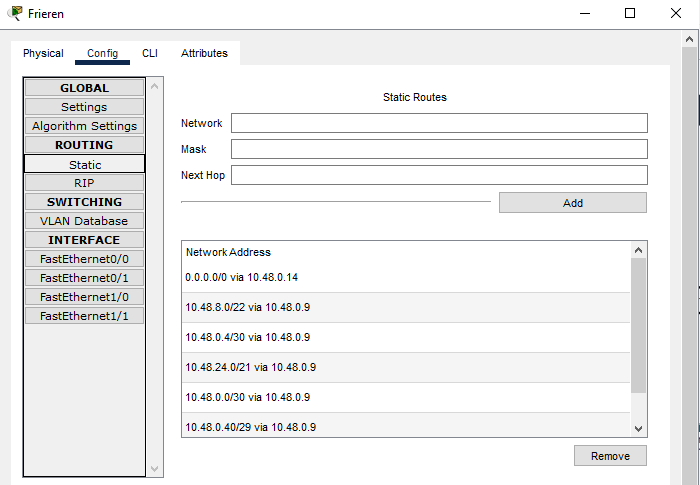 Frieren
Physical Config CLI Attributes
GLOBAL
Settings
Algorithm Settings
ROUTING
Static
RIP
SWITCHING
VLAN Database
INTERFACE
FastEthernet0/0
FastEthernet0/1
FastEthernet1/0
FastEthernet1/1
Static Routes
Network
Mask
Next Hop
Add
Network Address
0.0.0.0/0 via 10.48.0.14
10.48.8.0/22 via 10.48.0.9
10.48.0.4/30 via 10.48.0.9
10.48.24.0/21 via 10.48.0.9
10.48.0.0/30 via 10.48.0.9
10.48.0.40/29 via 10.48.0.9
Remove